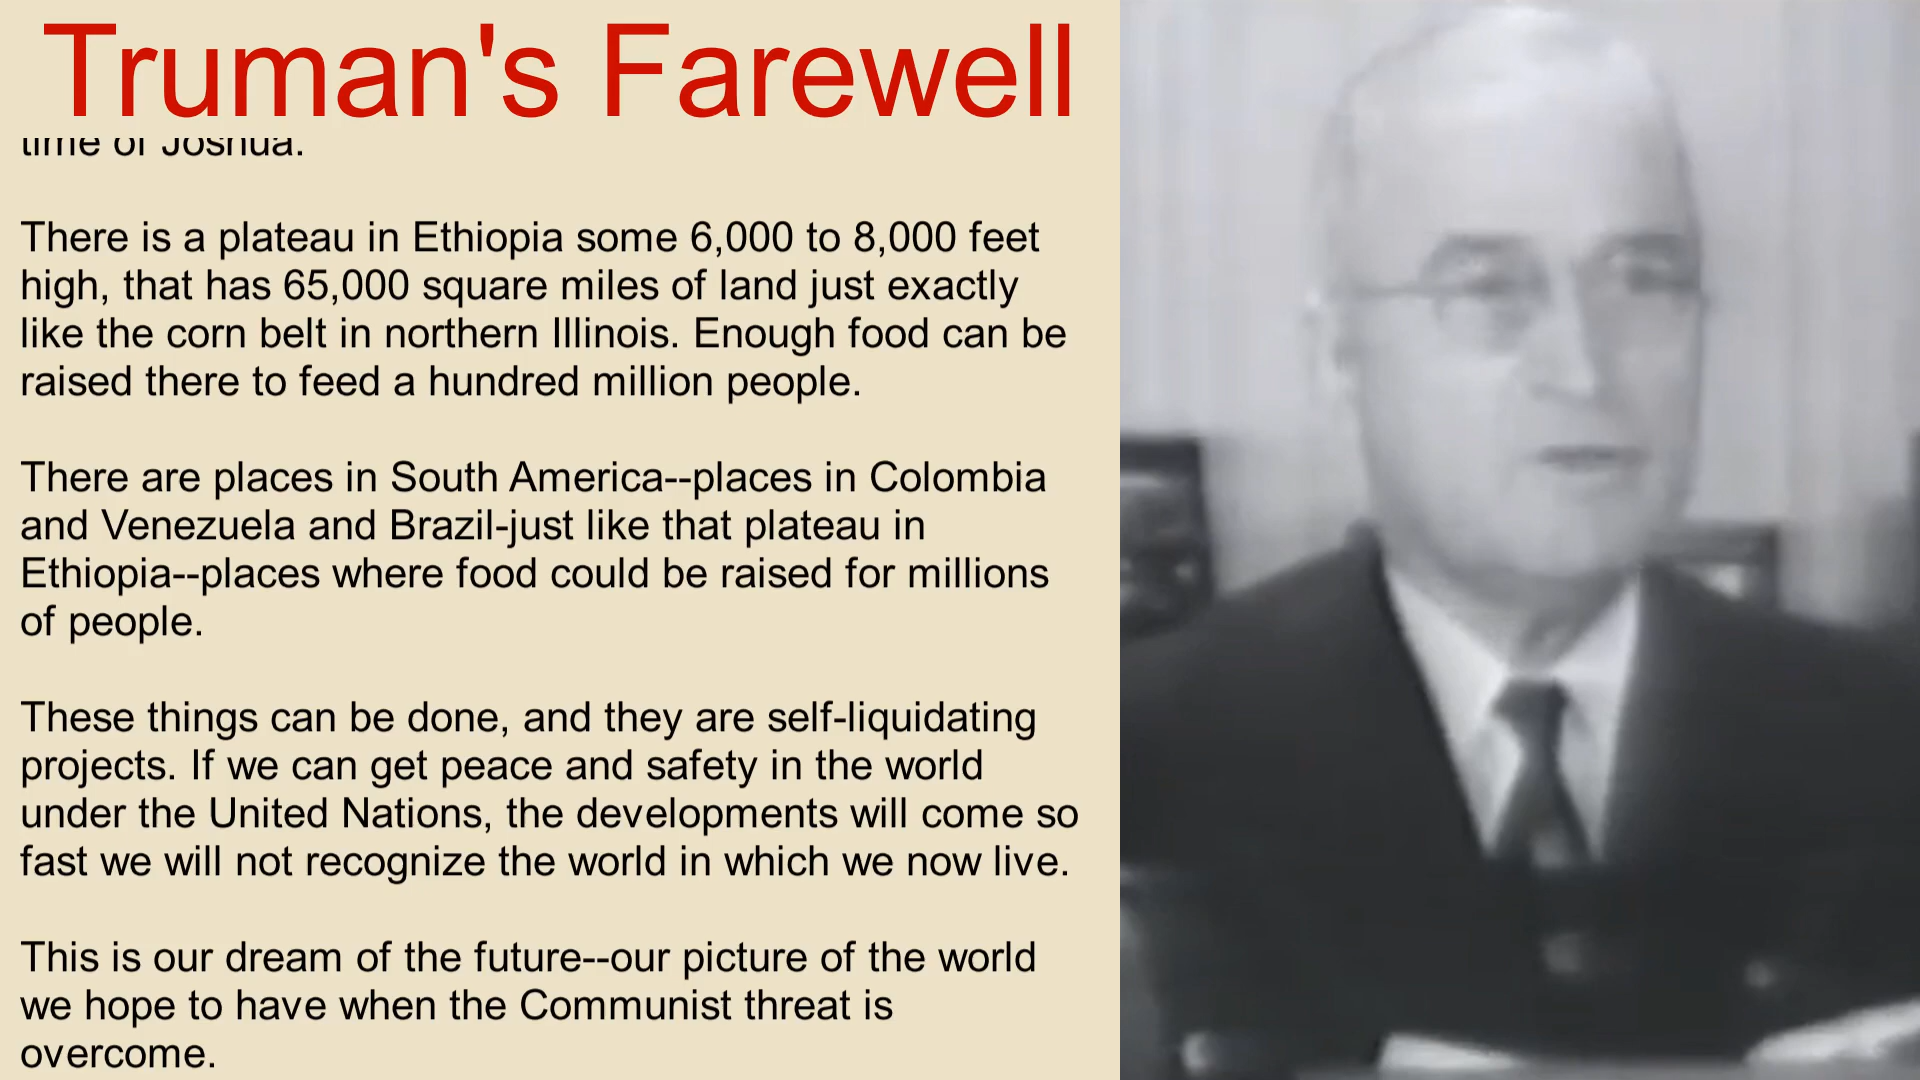 Truman's Farewell
time of Joshua.
There is a plateau in Ethiopia some 6,000 to 8,000 feet
high, that has 65,000 square miles of land just exactly
like the corn belt in northern Illinois. Enough food can be
raised there to feed a hundred million people.
There are places in South America--places in Colombia
and Venezuela and Brazil-just like that plateau in
Ethiopia--places where food could be raised for millions
of people.
These things can be done, and they are self-liquidating
projects. If we can get peace and safety in the world
under the United Nations, the developments will come so
fast we will not recognize the world in which we now live.
This is our dream of the future--our picture of the world
we hope to have when the Communist threat is
overcome.